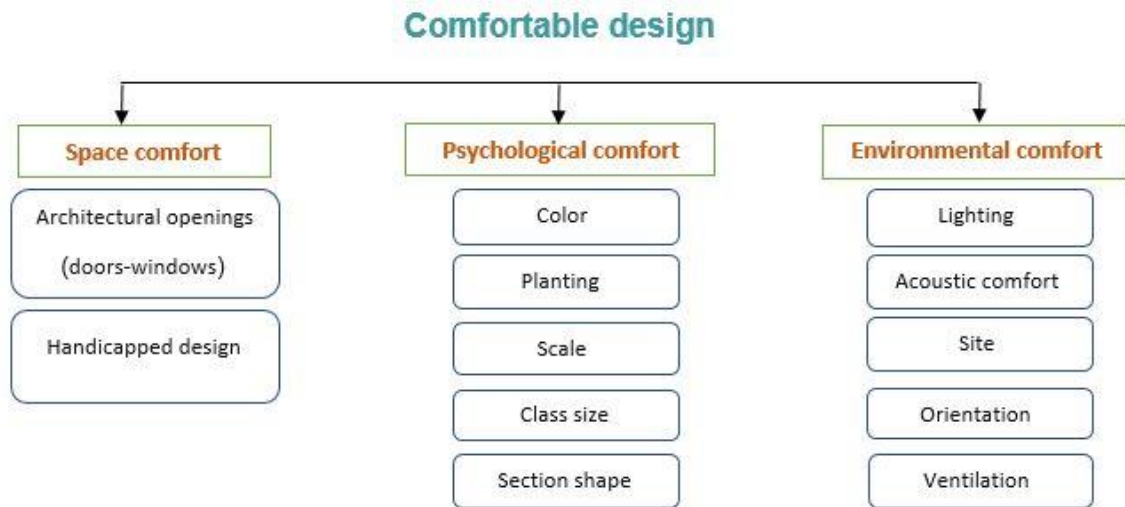 Comfortable design
Space comfort
Architectural openings
(doors-windows)
Handicapped design
Psychological comfort
Color
Planting
Scale
Class size
Section shape
Environmental comfort
Lighting
Acoustic comfort
Site
Orientation
Ventilation